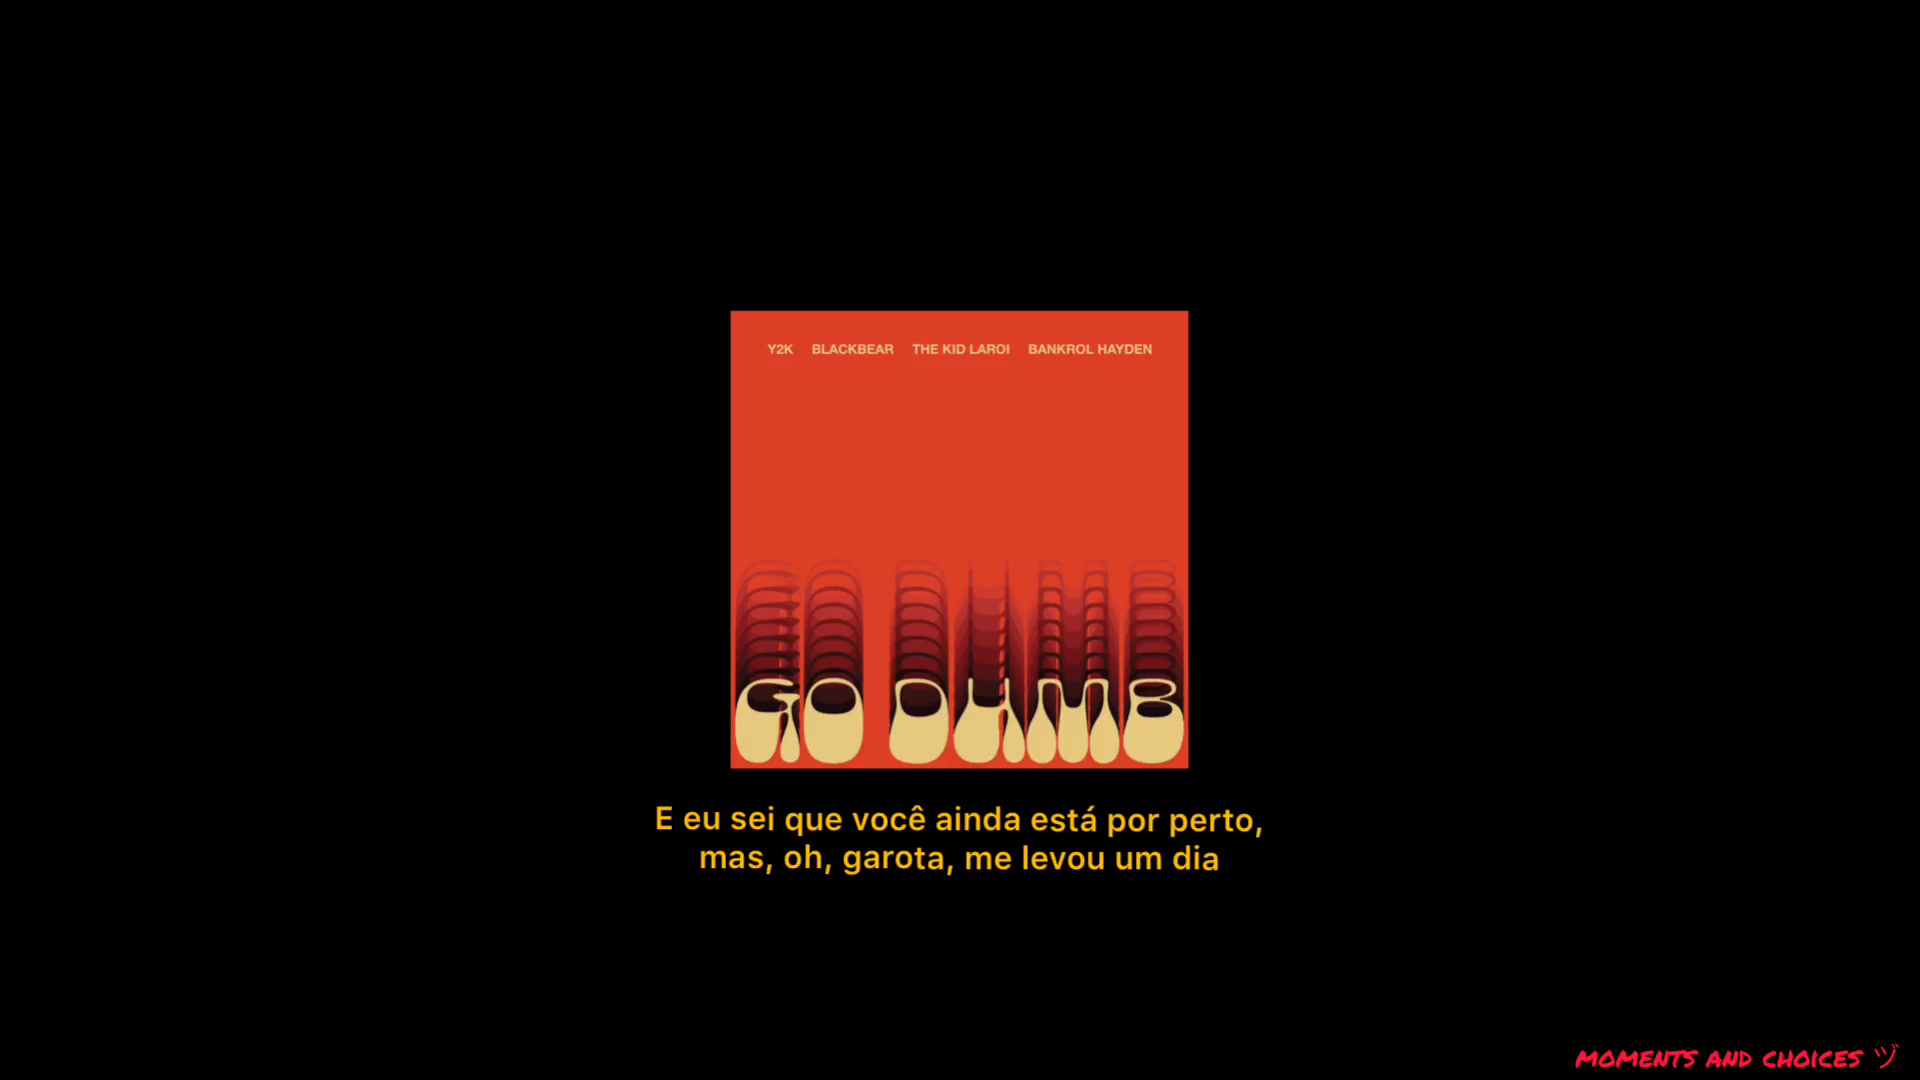 Y2K BLACKBEAR THE KID LAROI BANKROL HAYDEN
GO DUMB
E eu sei que você ainda está por perto,
mas, oh, garota, me levou um dia
MOMENTS AND CHOICES ヅ